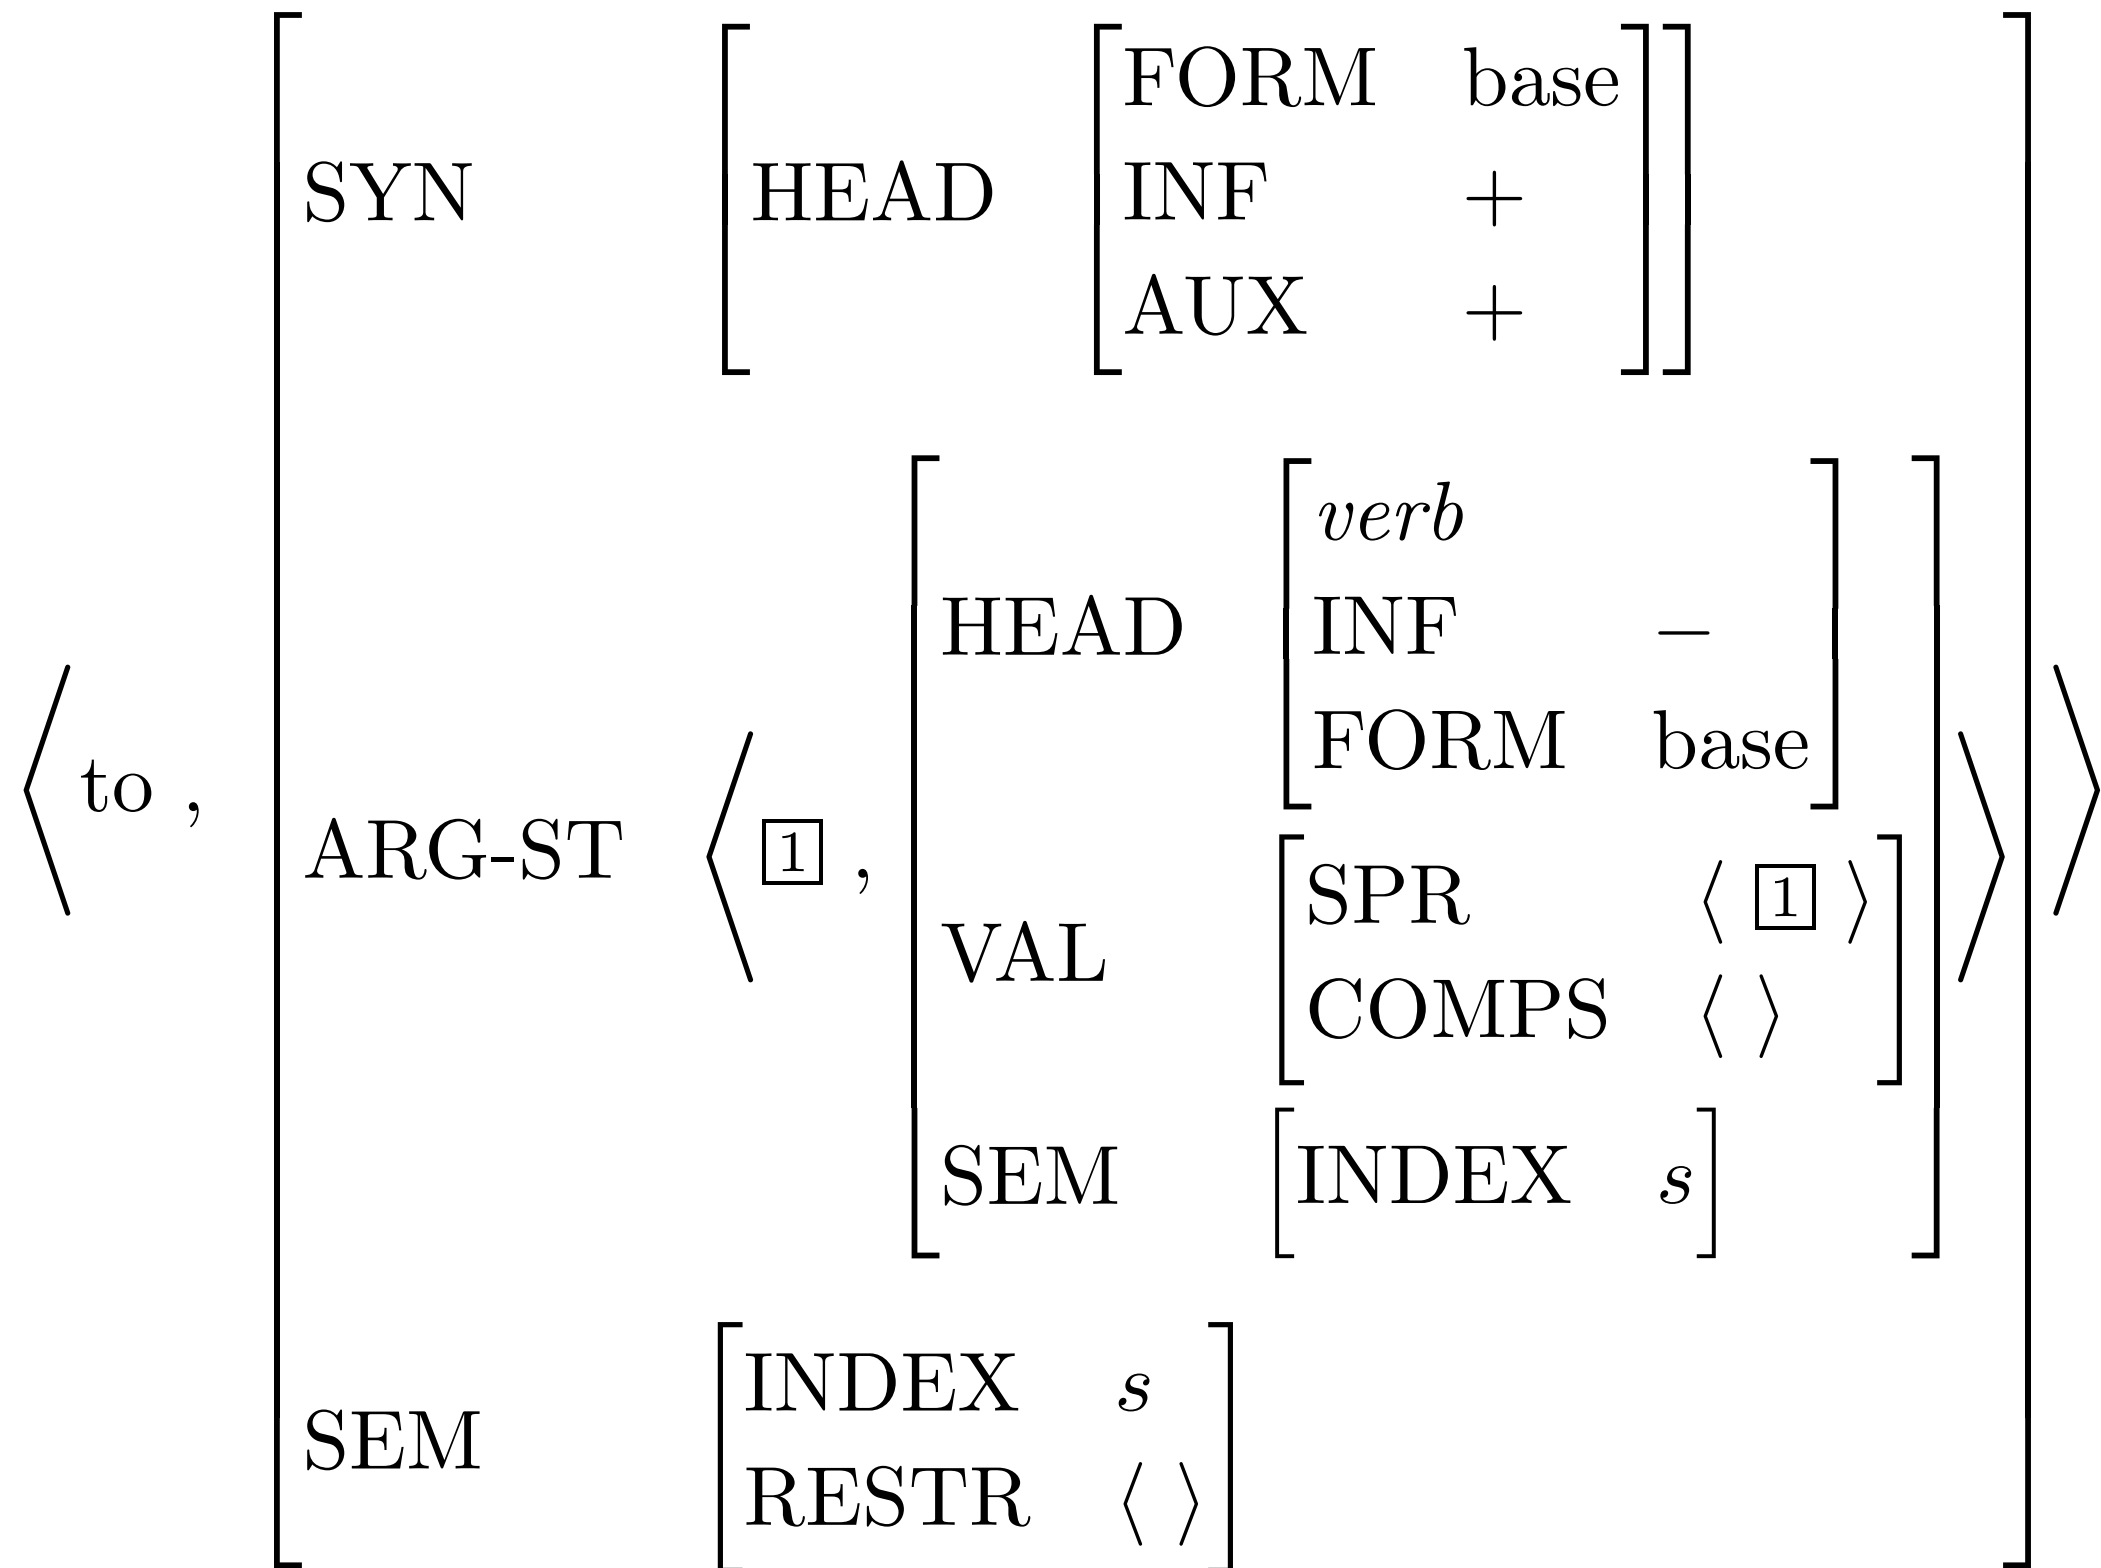 FORM base
SYN HEAD INF +
AUX +
verb
HEAD INF −
FORM base
⟨ to , ARG-ST ⟨ 1 , SPR ⟨ 1 ⟩ ⟩ ⟩
VAL
COMPS ⟨ ⟩
SEM [INDEX s]
INDEX s
SEM
RESTR ⟨ ⟩